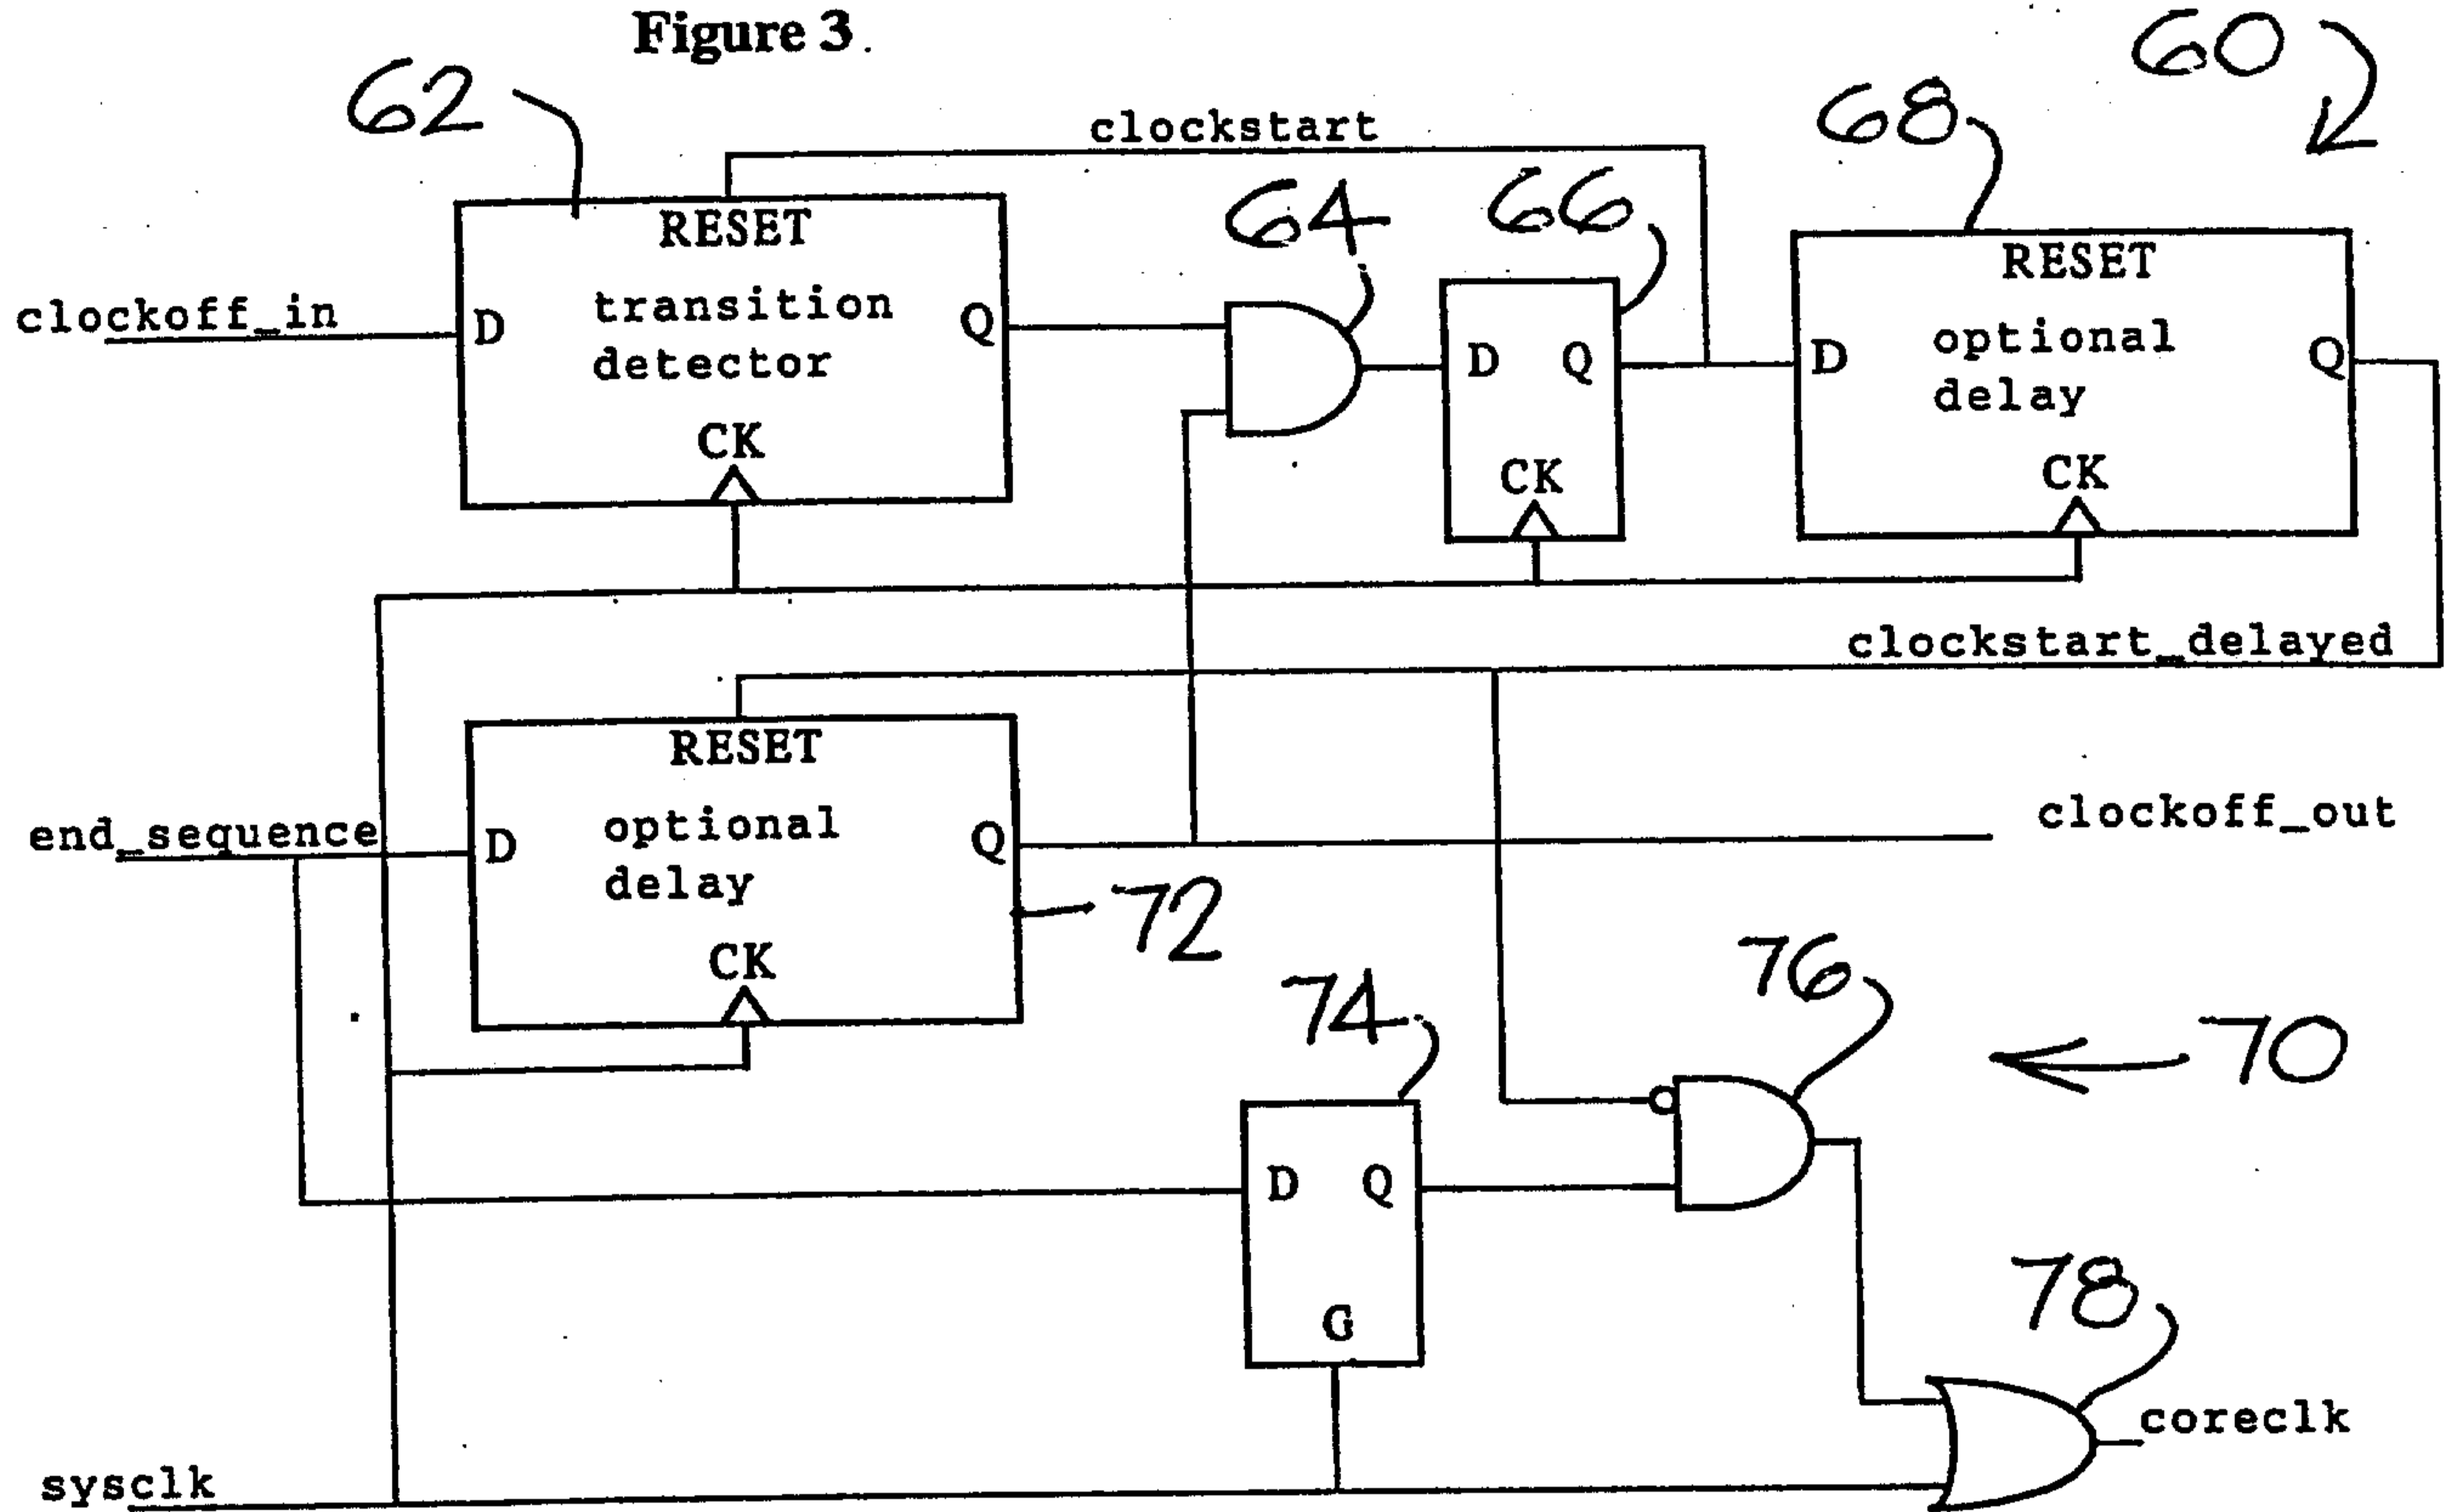 Figure 3.
60
62
clockstart
68
64
66
RESET
RESET
clockoff_in
D
transition
detector
Q
D
Q
D
optional
delay
Q
CK
CK
CK
clockstart_delayed
RESET
clockoff_out
end_sequence
D
optional
delay
Q
72
CK
76
74
70
D
Q
78
G
coreclk
sysclk